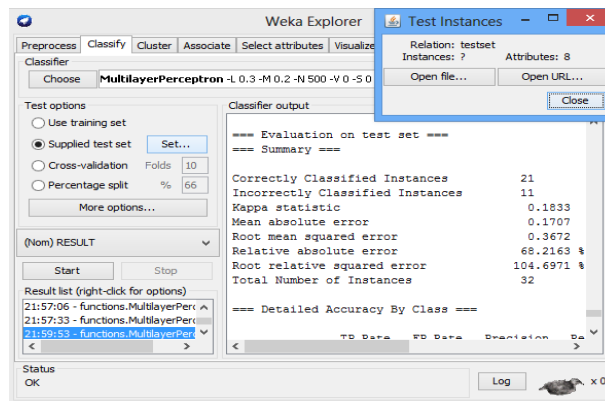 Weka Explorer
Preprocess Classify Cluster Associate Select attributes Visualize
Classifier
Choose MultilayerPerceptron -L 0.3 -M 0.2 -N 500 -V 0 -S 0
Test options
Use training set
Supplied test set Set...
Cross-validation Folds 10
Percentage split % 66
More options...
(Nom) RESULT
Start Stop
Result list (right-click for options)
21:57:06 - functions.MultilayerPerc
21:57:33 - functions.MultilayerPerc
21:59:53 - functions.MultilayerPerc
Classifier output
=== Evaluation on test set ===
=== Summary ===
Correctly Classified Instances 21
Incorrectly Classified Instances 11
Kappa statistic 0.1833
Mean absolute error 0.1707
Root mean squared error 0.3672
Relative absolute error 68.2163 %
Root relative squared error 104.6971 %
Total Number of Instances 32
=== Detailed Accuracy By Class ===
TP Rate FP Rate Precision Re
Status
OK
Log x 0
Test Instances
Relation: testset
Instances: ? Attributes: 8
Open file... Open URL...
Close